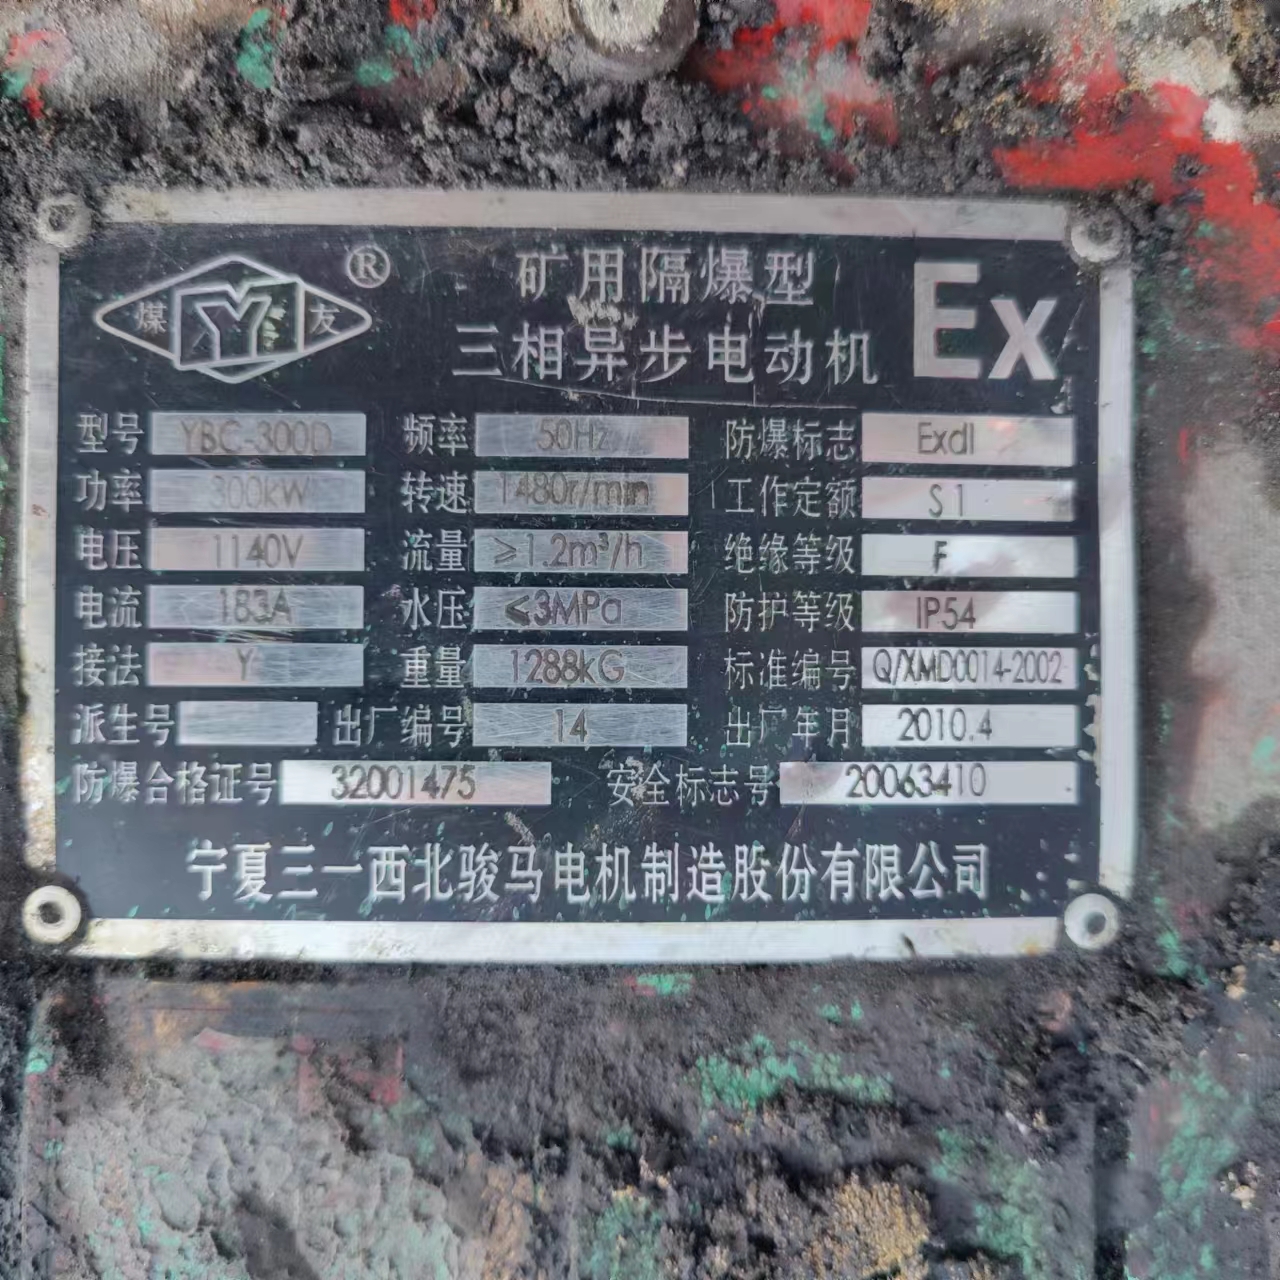 煤 Y 友 ®
矿用隔爆型
三相异步电动机
Ex
型号 YBC-300D 频率 50Hz 防爆标志 ExdI
功率 300kW 转速 1480r/min 工作定额 S1
电压 1140V 流量 ≥1.2m³/h 绝缘等级 F
电流 183A 水压 ≤3MPa 防护等级 IP54
接法 Y 重量 1288kG 标准编号 Q/XMD0014-2002
派生号 出厂编号 14 出厂年月 2010.4
防爆合格证号 32001475 安全标志号 20063410
宁夏三一西北骏马电机制造股份有限公司